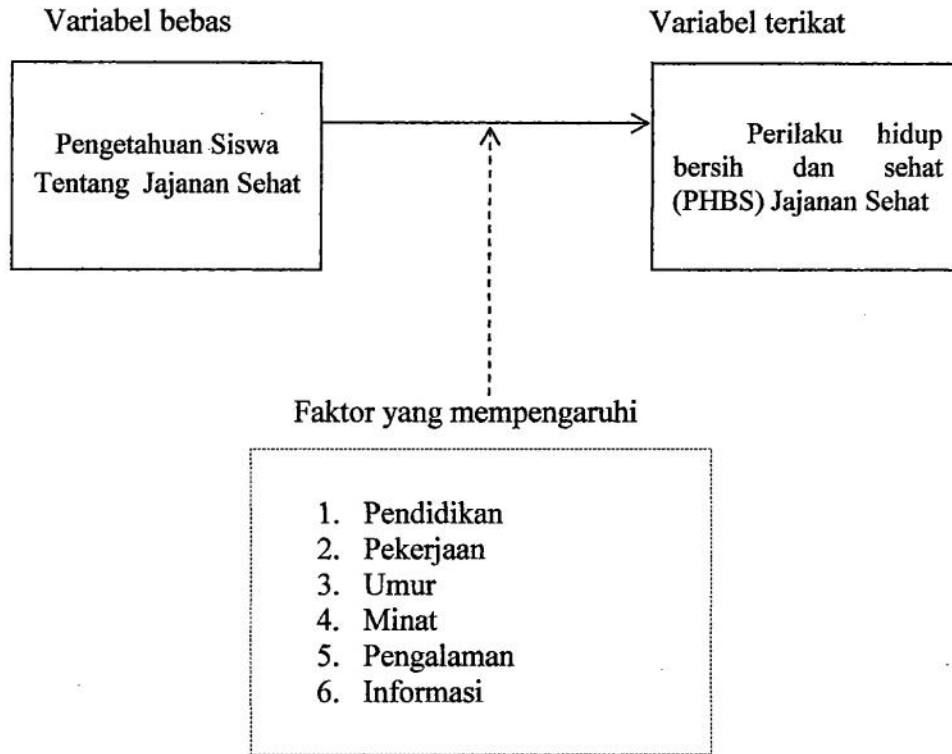 Variabel bebas
Variabel terikat
Pengetahuan Siswa
Tentang Jajanan Sehat
Perilaku hidup
bersih dan sehat
(PHBS) Jajanan Sehat
Faktor yang mempengaruhi
1. Pendidikan
2. Pekerjaan
3. Umur
4. Minat
5. Pengalaman
6. Informasi